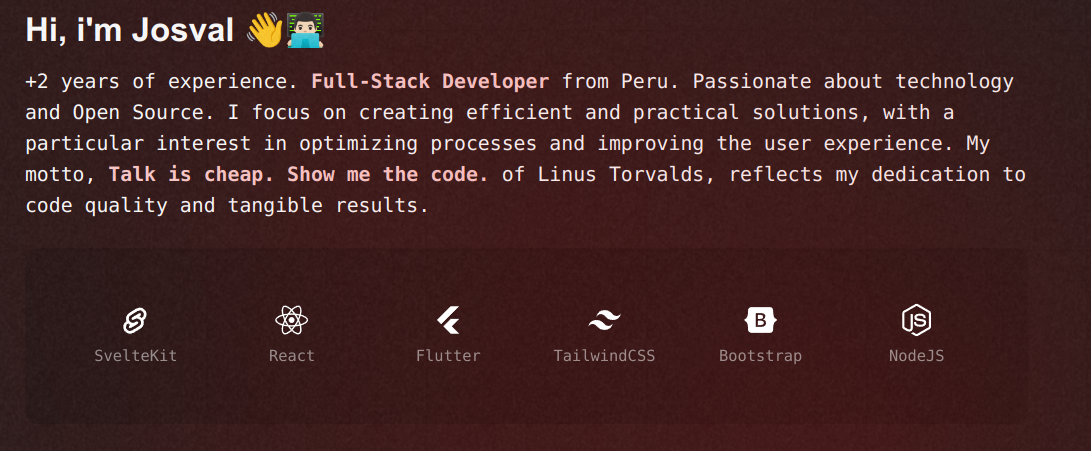 Hi, i'm Josval 👋👨🏻‍💻
+2 years of experience. Full-Stack Developer from Peru. Passionate about technology
and Open Source. I focus on creating efficient and practical solutions, with a
particular interest in optimizing processes and improving the user experience. My
motto, Talk is cheap. Show me the code. of Linus Torvalds, reflects my dedication to
code quality and tangible results.
SvelteKit React Flutter TailwindCSS Bootstrap NodeJS